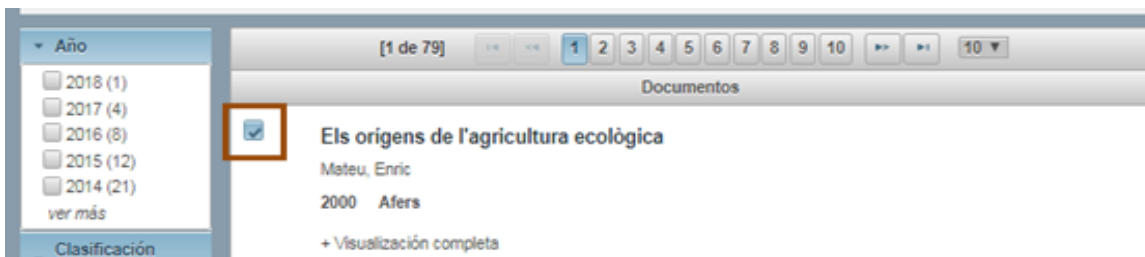 Año
2018 (1)
2017 (4)
2016 (8)
2015 (12)
2014 (21)
ver más
Clasificación
[1 de 79] 1 2 3 4 5 6 7 8 9 10 10
Documentos
Els orígens de l'agricultura ecològica
Mateu, Enric
2000 Afers
+ Visualización completa